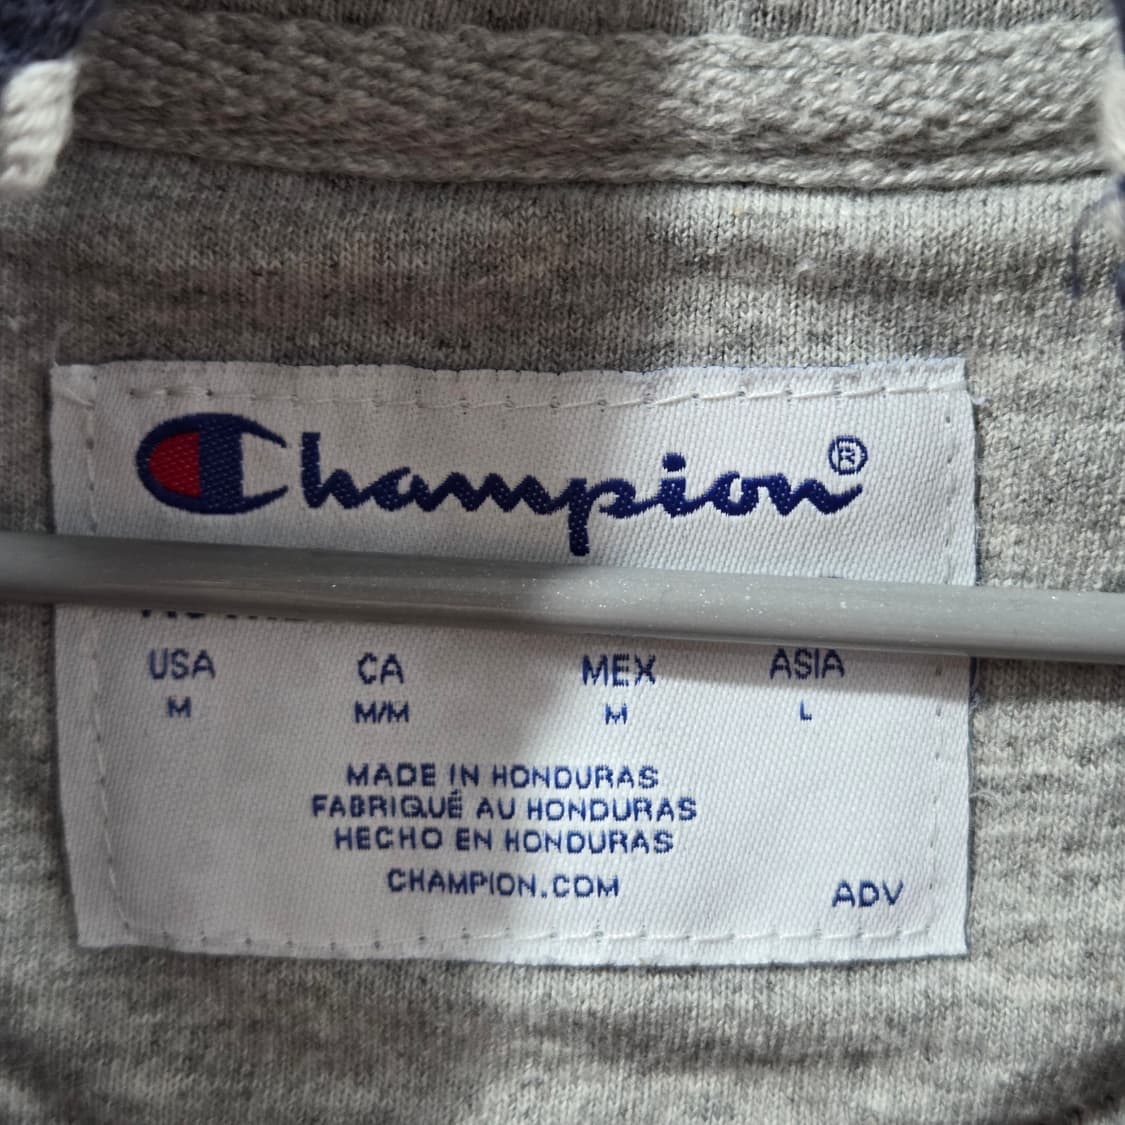 Champion®
USA CA MEX ASIA
M M/M M L
MADE IN HONDURAS
FABRIQUÉ AU HONDURAS
HECHO EN HONDURAS
CHAMPION.COM
ADV